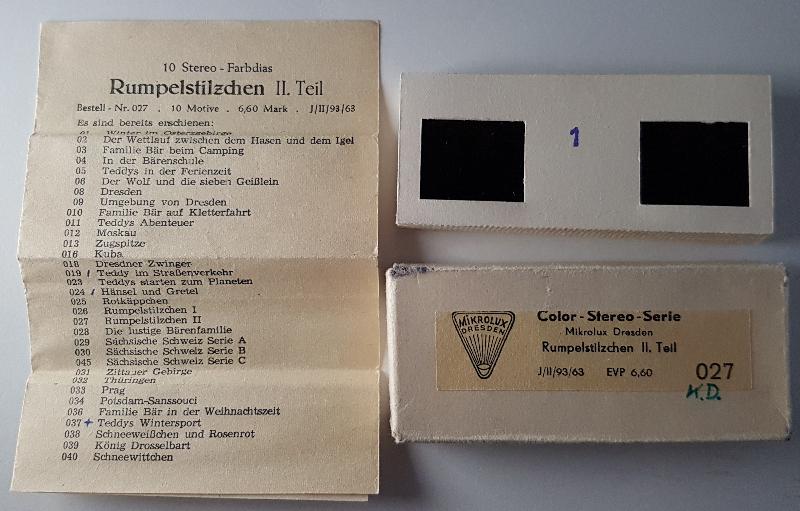 10 Stereo - Farbdias
Rumpelstilzchen II. Teil
Bestell - Nr. 027 . 10 Motive . 6,60 Mark . J/II/93/63
Es sind bereits erschienen:
01 Winter im Osterzgebirge
02 Der Wettlauf zwischen dem Hasen und dem Igel
03 Familie Bär beim Camping
04 In der Bärenschule
05 Teddys in der Ferienzeit
06 Der Wolf und die sieben Geißlein
08 Dresden
09 Umgebung von Dresden
010 Familie Bär auf Kletterfahrt
011 Teddys Abenteuer
012 Moskau
013 Zugspitze
016 Kuba
018 Dresdner Zwinger
019 / Teddy im Straßenverkehr
023 Teddys starten zum Planeten
024 / Hänsel und Gretel
025 Rotkäppchen
026 Rumpelstilzchen I
027 Rumpelstilzchen II
028 Die lustige Bärenfamilie
029 Sächsische Schweiz Serie A
030 Sächsische Schweiz Serie B
045 Sächsische Schweiz Serie C
031 Zittauer Gebirge
032 Thüringen
033 Prag
034 Potsdam-Sanssouci
036 Familie Bär in der Weihnachtszeit
037 + Teddys Wintersport
038 Schneeweißchen und Rosenrot
039 König Drosselbart
040 Schneewittchen
1
MIKROLUX
DRESDEN
Color - Stereo - Serie
Mikrolux Dresden
Rumpelstilzchen II. Teil
J/II/93/63 EVP 6,60 027
K.D.